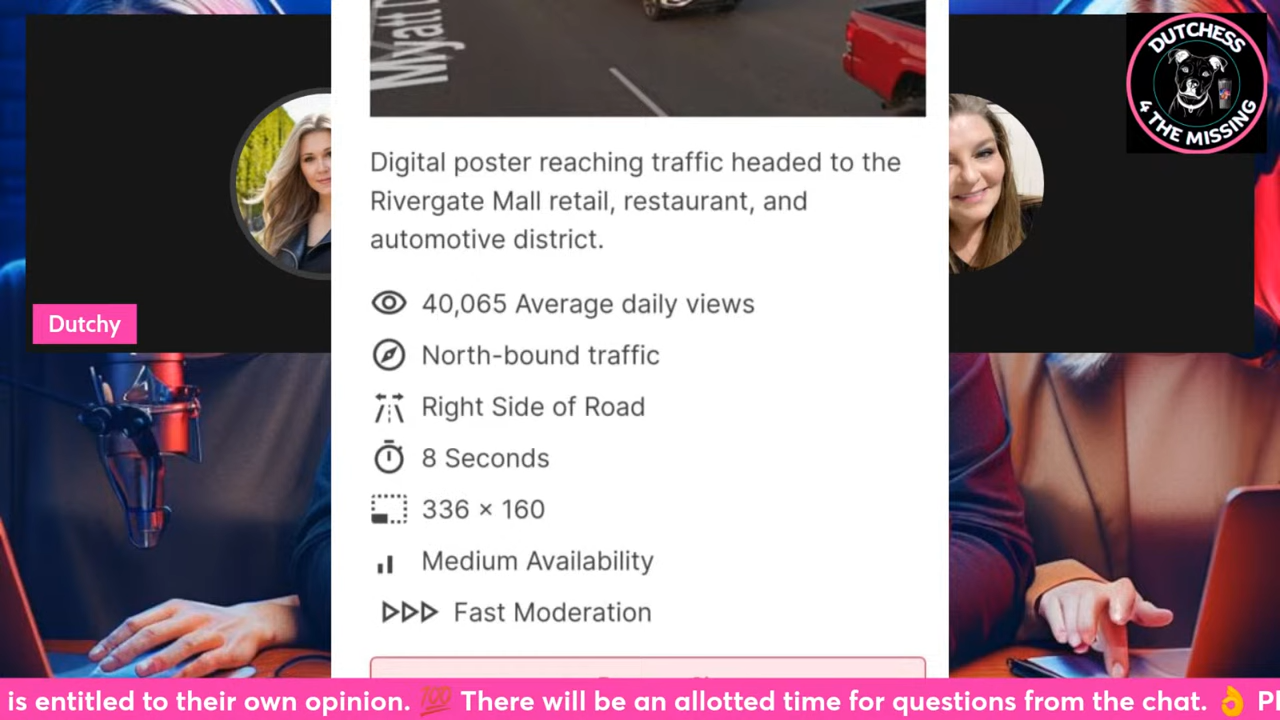 Myatt D
DUTCHESS
4 THE MISSING
Digital poster reaching traffic headed to the
Rivergate Mall retail, restaurant, and
automotive district.
40,065 Average daily views
North-bound traffic
Right Side of Road
8 Seconds
336 × 160
Medium Availability
▷▷▷ Fast Moderation
Dutchy
is entitled to their own opinion. 💯 There will be an allotted time for questions from the chat. 👌 Pl